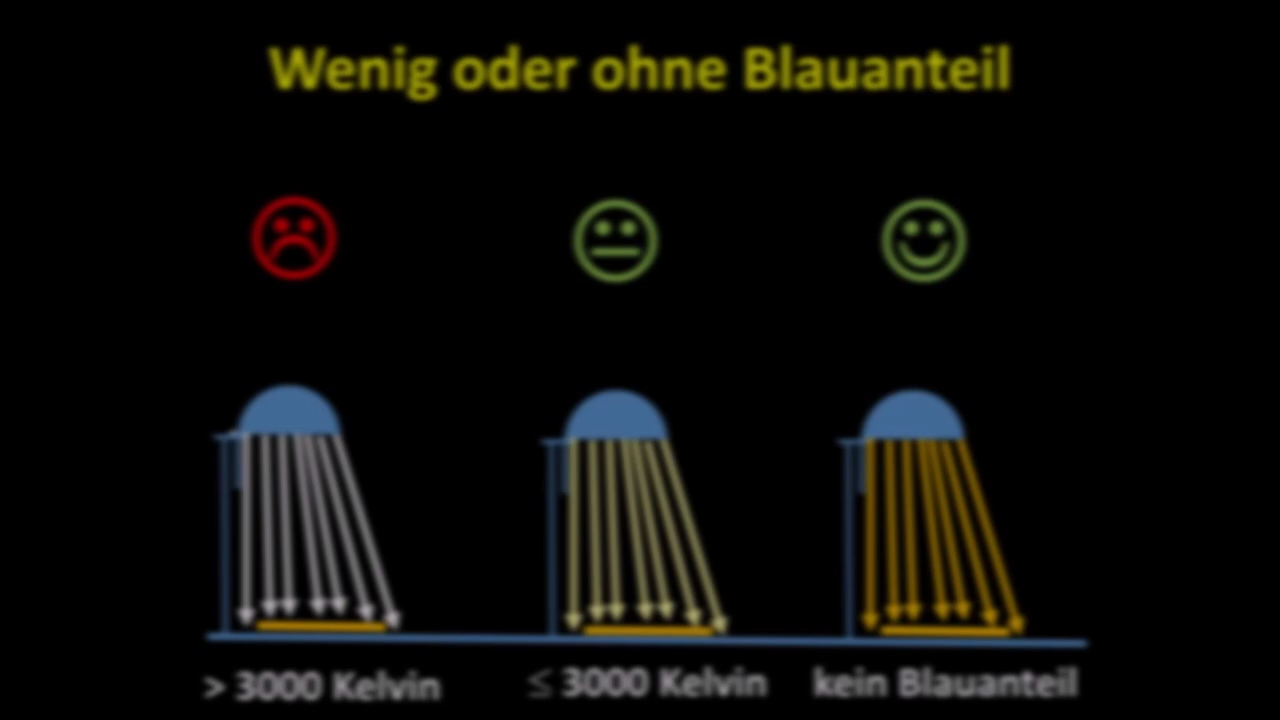 Wenig oder ohne Blauanteil
> 3000 Kelvin
≤ 3000 Kelvin
kein Blauanteil